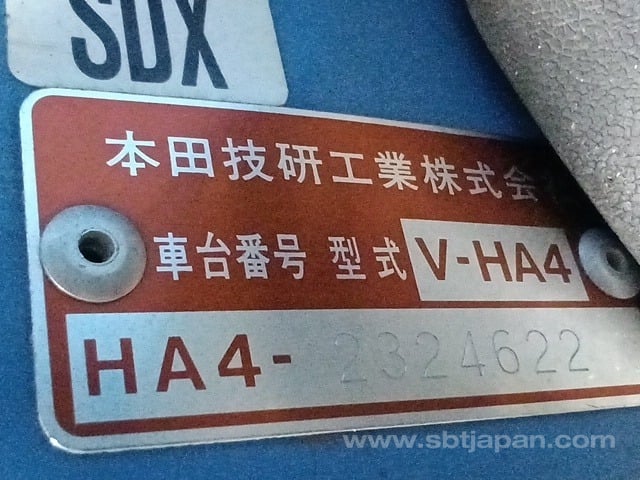 SDX
本田技研工業株式会
車台番号 型式 V-HA4
HA4-2324622
www.sbtjapan.com